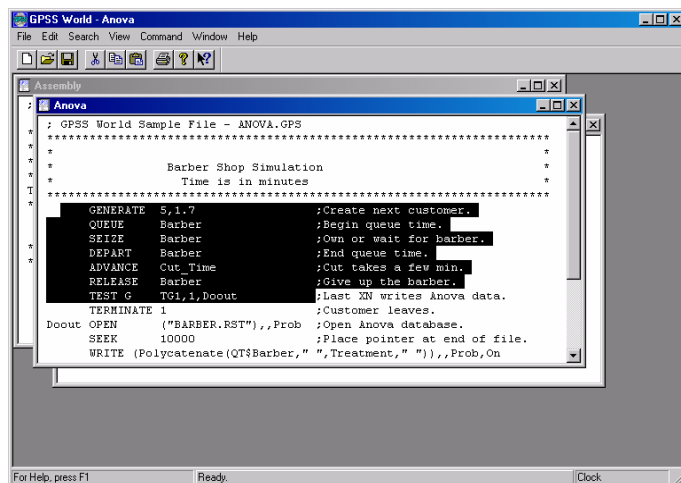 GPSS World - Anova
File Edit Search View Command Window Help
Assembly
Anova
; GPSS World Sample File - ANOVA.GPS
**********************************************************************
* *
* Barber Shop Simulation *
* Time is in minutes *
**********************************************************************
GENERATE 5,1.7 ;Create next customer.
QUEUE Barber ;Begin queue time.
SEIZE Barber ;Own or wait for barber.
DEPART Barber ;End queue time.
ADVANCE Cut_Time ;Cut takes a few min.
RELEASE Barber ;Give up the barber.
TEST G TG1,1,Doout ;Last XN writes Anova data.
TERMINATE 1 ;Customer leaves.
Doout OPEN ("BARBER.RST"),,Prob ;Open Anova database.
SEEK 10000 ;Place pointer at end of file.
WRITE (Polycatenate(QT$Barber," ",Treatment," ")),,Prob,On
For Help, press F1 Ready. Clock